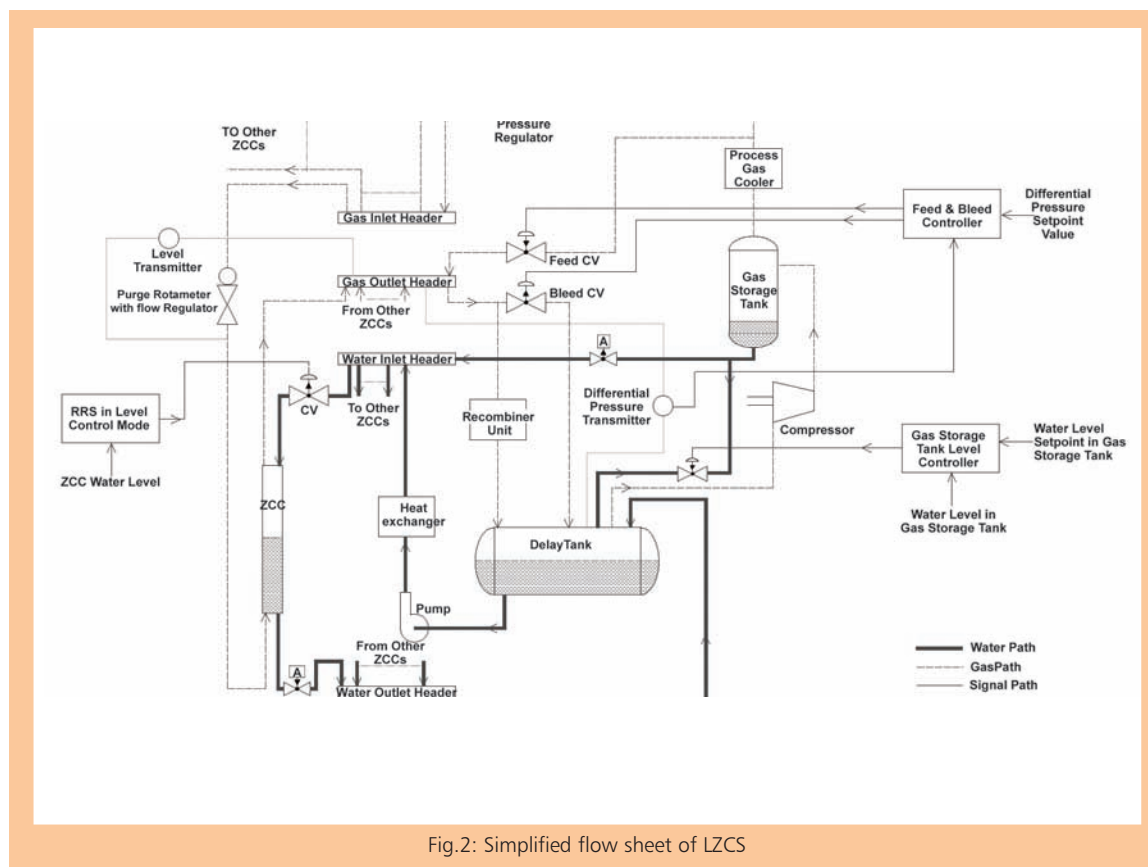 TO Other
ZCCs
Pressure
Regulator
Process
Gas
Cooler
Gas Inlet Header
Feed & Bleed
Controller
Differential
Pressure
Setpoint
Value
Level
Transmitter
Feed CV
Gas Outlet Header
Gas
Storage
Tank
Purge Rotameter
with flow Regulator
Bleed CV
From Other
ZCCs
A
Water Inlet Header
RRS in Level
Control Mode
CV
To Other
ZCCs
Recombiner
Unit
Differential
Pressure
Transmitter
Compressor
Gas Storage
Tank Level
Controller
Water Level
Setpoint in Gas
Storage Tank
ZCC Water Level
ZCC
Heat
exchanger
Water Level in
Gas Storage Tank
DelayTank
Pump
From Other
ZCCs
A
Water Outlet Header
Water Path
GasPath
Signal Path
Fig.2: Simplified flow sheet of LZCS